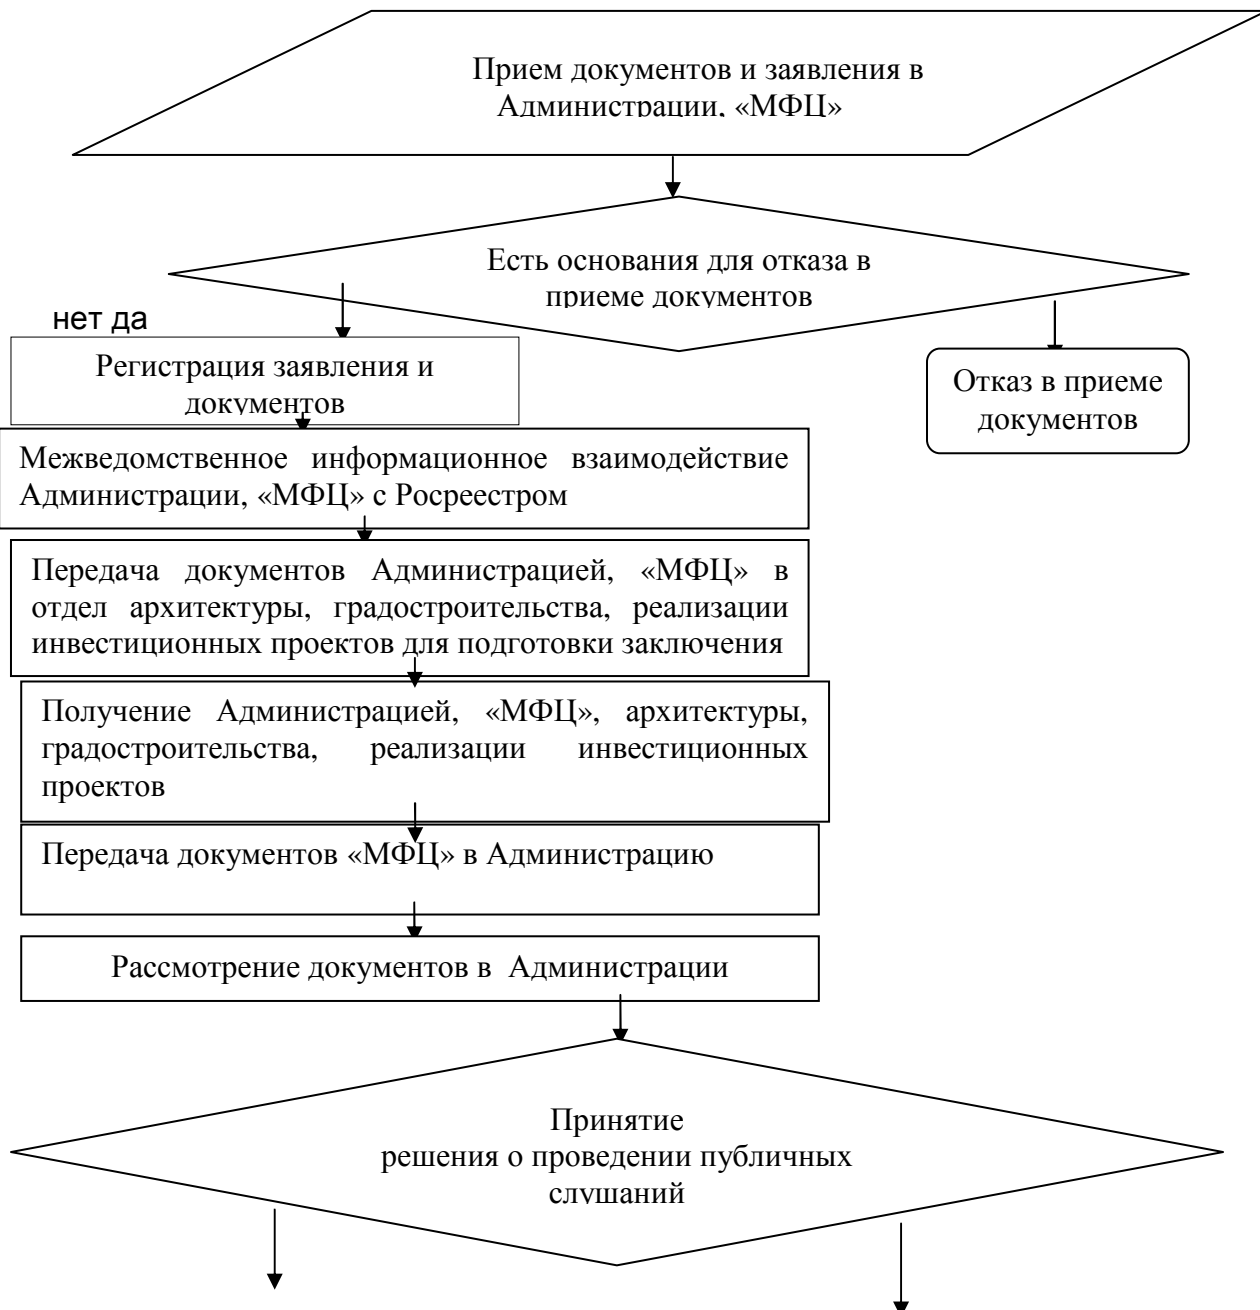 Прием документов и заявления в
Администрации, «МФЦ»
Есть основания для отказа в
приеме документов
нет да
Регистрация заявления и
документов
Отказ в приеме
документов
Межведомственное информационное взаимодействие
Администрации, «МФЦ» с Росреестром
Передача документов Администрацией, «МФЦ» в
отдел архитектуры, градостроительства, реализации
инвестиционных проектов для подготовки заключения
Получение Администрацией, «МФЦ», архитектуры,
градостроительства, реализации инвестиционных
проектов
Передача документов «МФЦ» в Администрацию
Рассмотрение документов в Администрации
Принятие
решения о проведении публичных
слушаний